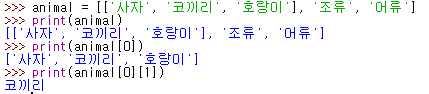 >>> animal = [['사자', '코끼리', '호랑이'], '조류', '어류']
>>> print(animal)
[['사자', '코끼리', '호랑이'], '조류', '어류']
>>> print(animal[0])
['사자', '코끼리', '호랑이']
>>> print(animal[0][1])
코끼리